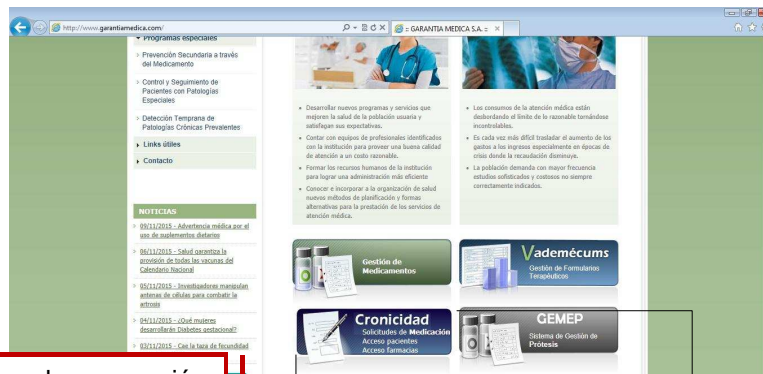 http://www.garantiamedica.com/
:: GARANTIA MEDICA S.A. ::
Programas especiales
Prevención Secundaria a través
del Medicamento
Control y Seguimiento de
Pacientes con Patologías
Especiales
Detección Temprana de
Patologías Crónicas Prevalentes
Links útiles
Contacto
NOTICIAS
09/11/2015 - Advertencia médica por el
uso de suplementos dietarios
06/11/2015 - Salud garantiza la
provisión de todas las vacunas del
Calendario Nacional
05/11/2015 - Investigadores manipulan
antenas de células para combatir la
artrosis
04/11/2015 - ¿Qué mujeres
desarrollarán Diabetes gestacional?
03/11/2015 - Cae la taza de fecundidad
• Desarrollar nuevos programas y servicios que
mejoren la salud de la población usuaria y
satisfagan sus expectativas.
• Contar con equipos de profesionales identificados
con la institución para proveer una buena calidad
de atención a un costo razonable.
• Formar los recursos humanos de la institución
para lograr una administración más eficiente
• Conocer e incorporar a la organización de salud
nuevos métodos de planificación y formas
alternativas para la prestación de los servicios de
atención médica.
• Los consumos de la atención médica están
desbordando el límite de lo razonable tornándose
incontrolables.
• Es cada vez más difícil trasladar el aumento de los
gastos a los ingresos especialmente en épocas de
crisis donde la recaudación disminuye.
• La población demanda con mayor frecuencia
estudios sofisticados y costosos no siempre
correctamente indicados.
Gestión de
Medicamentos
Vademécums
Gestión de Formularios
Terapéuticos
Cronicidad
Solicitudes de Medicación
Acceso pacientes
Acceso farmacias
GEMEP
Sistema de Gestión de
Prótesis